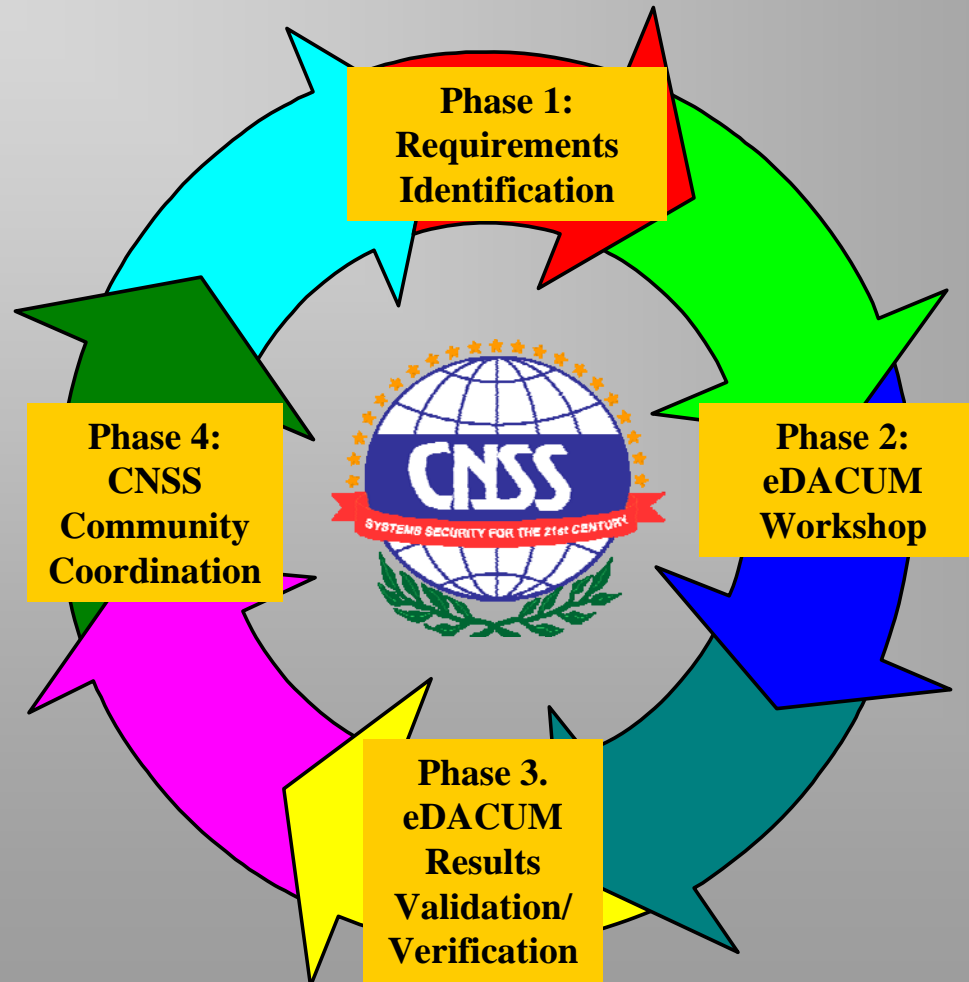 Phase 1:
Requirements
Identification
Phase 2:
eDACUM
Workshop
Phase 3.
eDACUM
Results
Validation/
Verification
Phase 4:
CNSS
Community
Coordination
CNSS
SYSTEMS SECURITY FOR THE 21st CENTURY